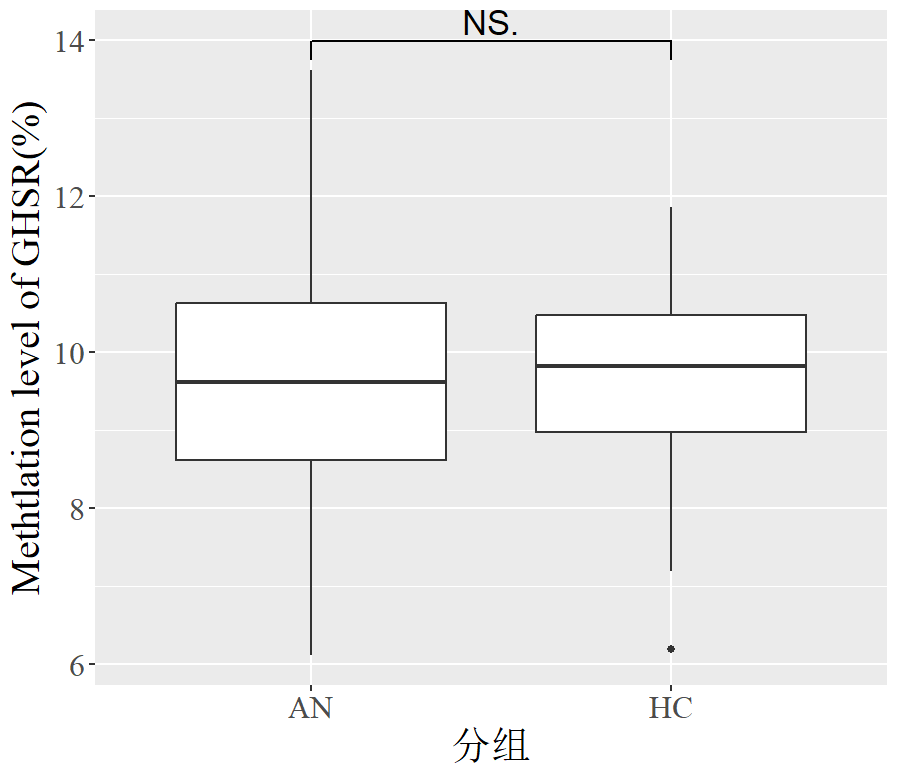 NS.
Methtlation level of GHSR(%)
14
12
10
8
6
AN HC
分组